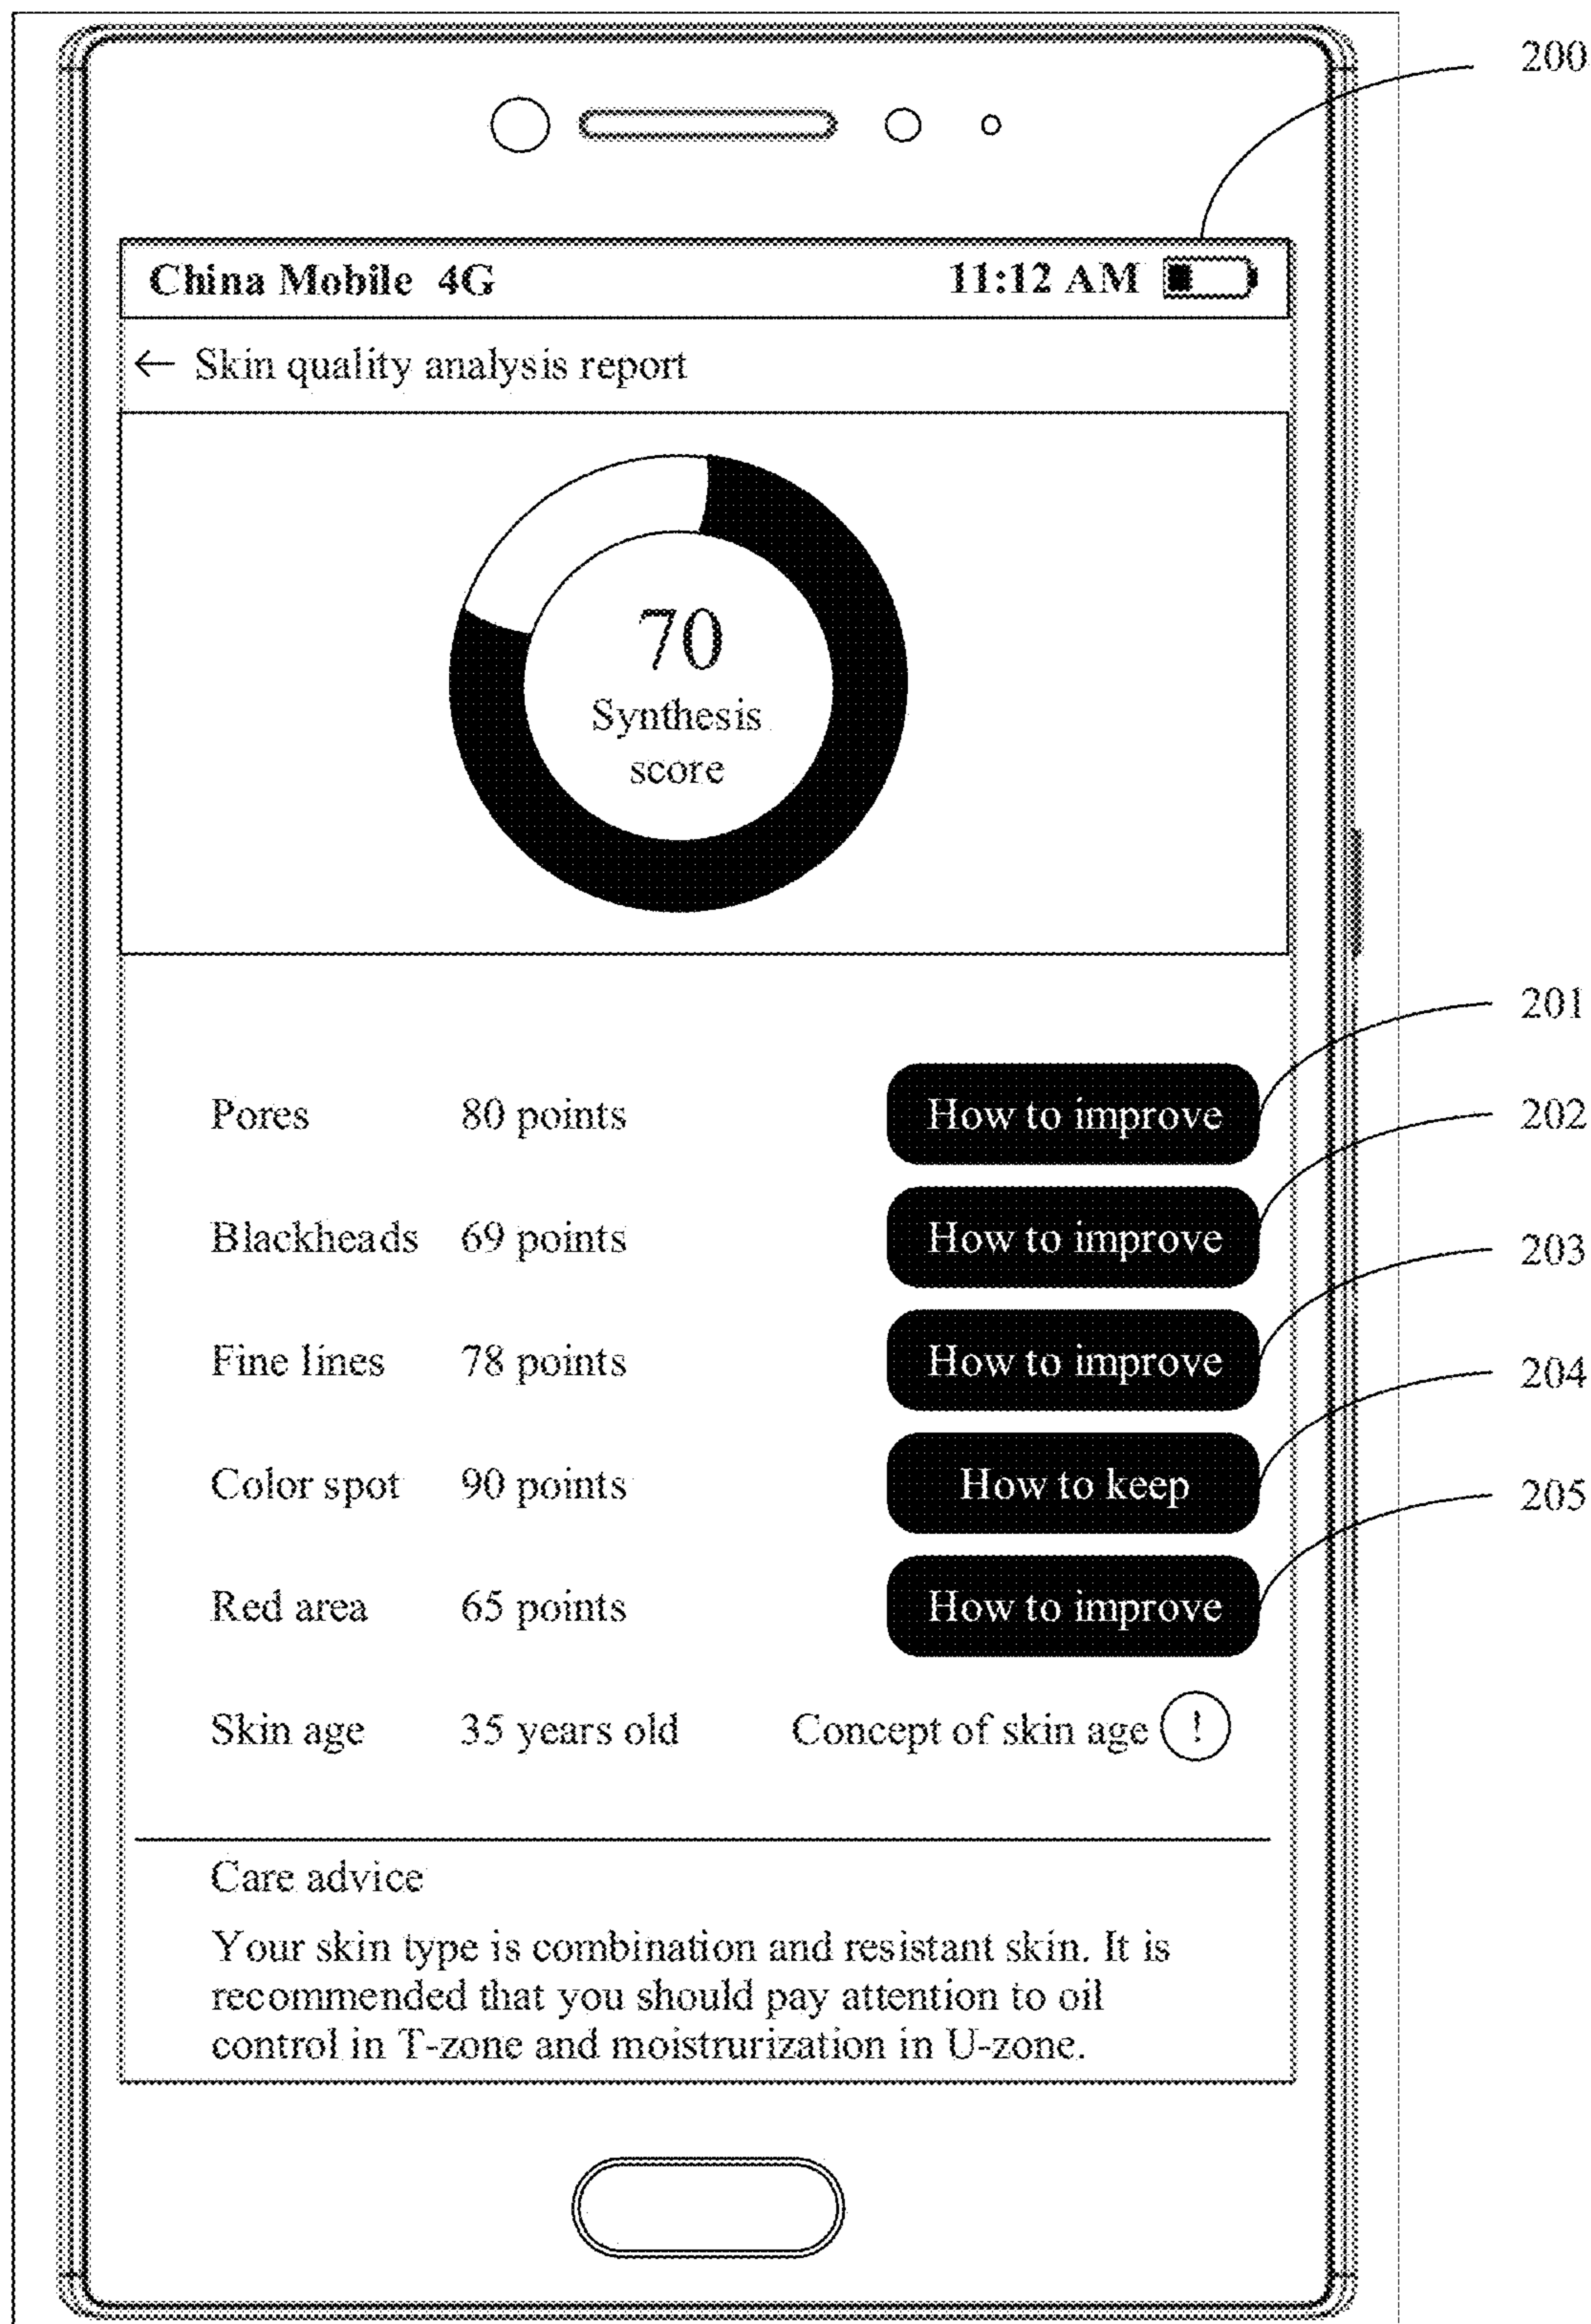 200
China Mobile 4G 11:12 AM
← Skin quality analysis report
70
Synthesis
score
201
Pores 80 points How to improve
202
Blackheads 69 points How to improve
203
Fine lines 78 points How to improve
204
Color spot 90 points How to keep
205
Red area 65 points How to improve
Skin age 35 years old Concept of skin age !
Care advice
Your skin type is combination and resistant skin. It is
recommended that you should pay attention to oil
control in T-zone and moistrurization in U-zone.